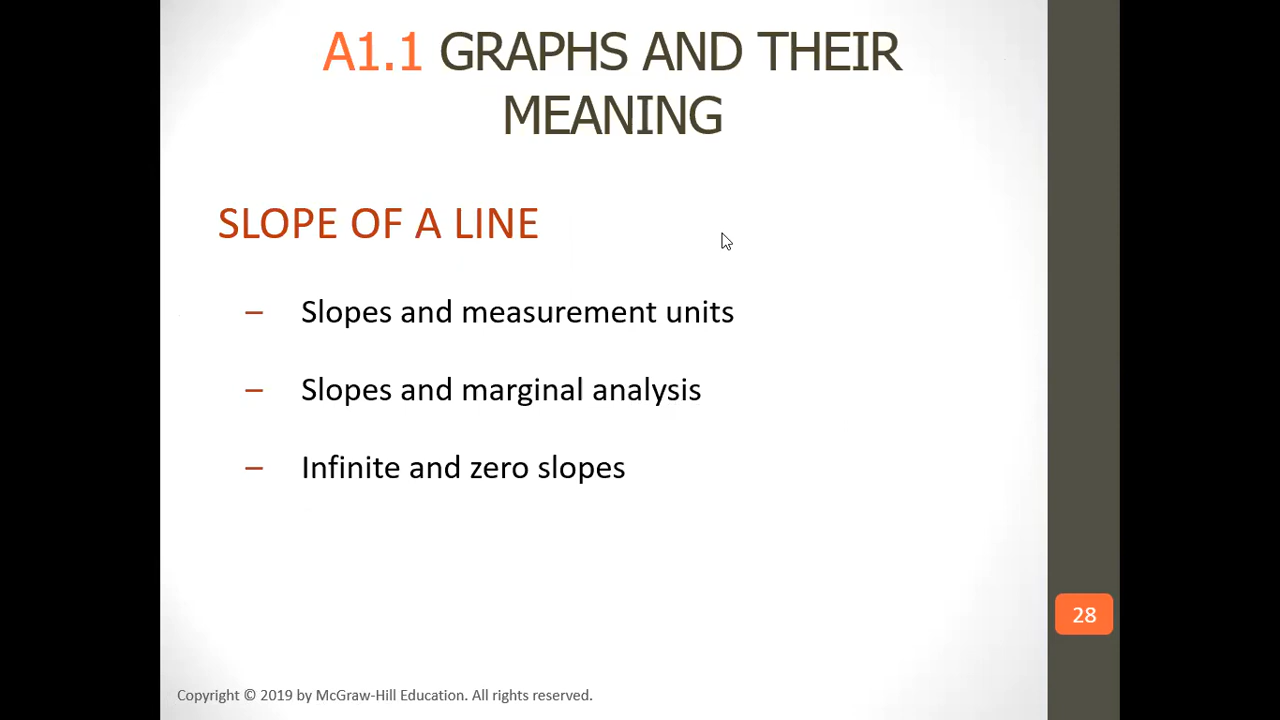 A1.1 GRAPHS AND THEIR
MEANING
SLOPE OF A LINE
– Slopes and measurement units
– Slopes and marginal analysis
– Infinite and zero slopes
28
Copyright © 2019 by McGraw-Hill Education. All rights reserved.